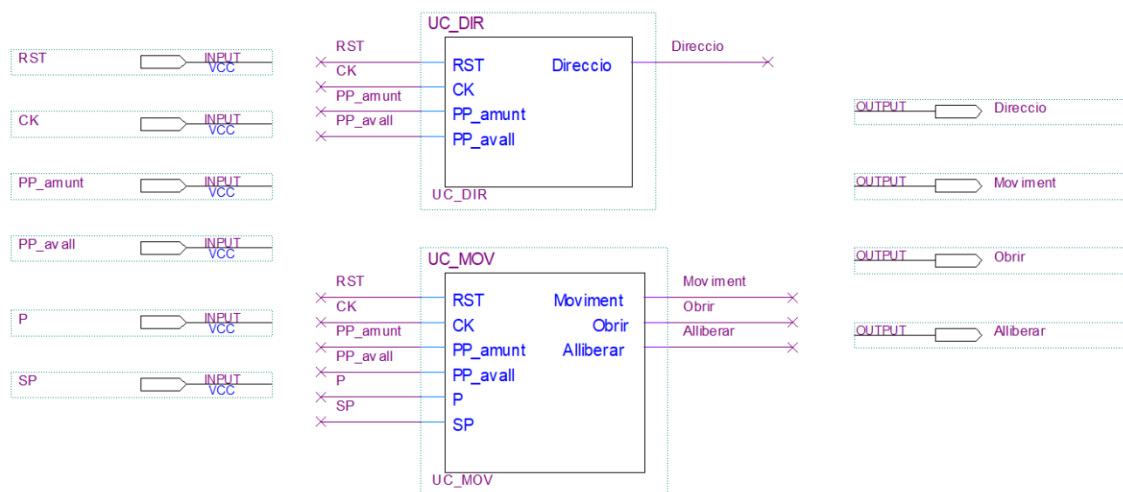 RST
INPUT
VCC
CK
INPUT
VCC
PP_amunt
INPUT
VCC
PP_avall
INPUT
VCC
P
INPUT
VCC
SP
INPUT
VCC
UC_DIR
RST
CK
PP_amunt
PP_avall
RST
CK
PP_amunt
PP_avall
Direccio
Direccio
UC_DIR
UC_MOV
RST
CK
PP_amunt
PP_avall
P
SP
RST
CK
PP_amunt
PP_avall
P
SP
Moviment
Obrir
Alliberar
Moviment
Obrir
Alliberar
UC_MOV
OUTPUT
Direccio
OUTPUT
Moviment
OUTPUT
Obrir
OUTPUT
Alliberar